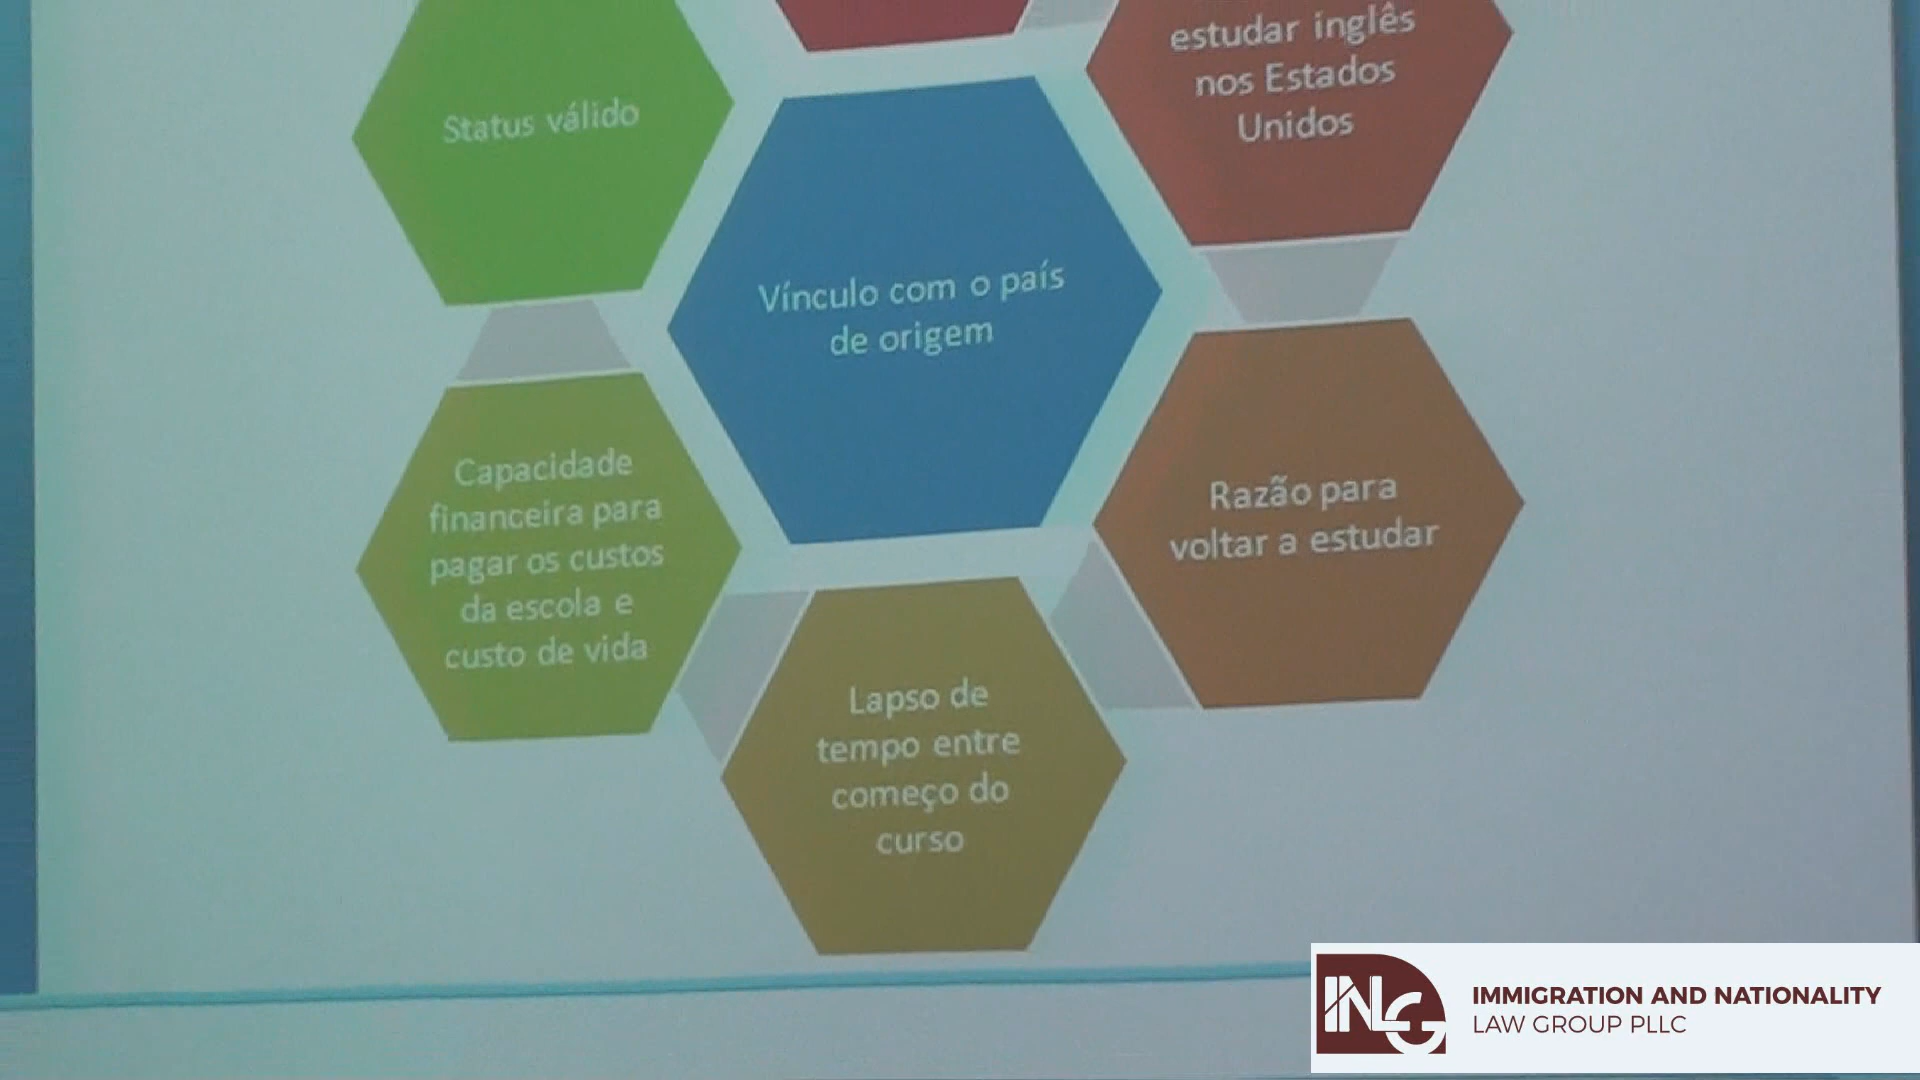 estudar inglês
nos Estados
Unidos
Status válido
Vínculo com o país
de origem
Razão para
voltar a estudar
Capacidade
financeira para
pagar os custos
da escola e
custo de vida
Lapso de
tempo entre
começo do
curso
INLG
IMMIGRATION AND NATIONALITY
LAW GROUP PLLC